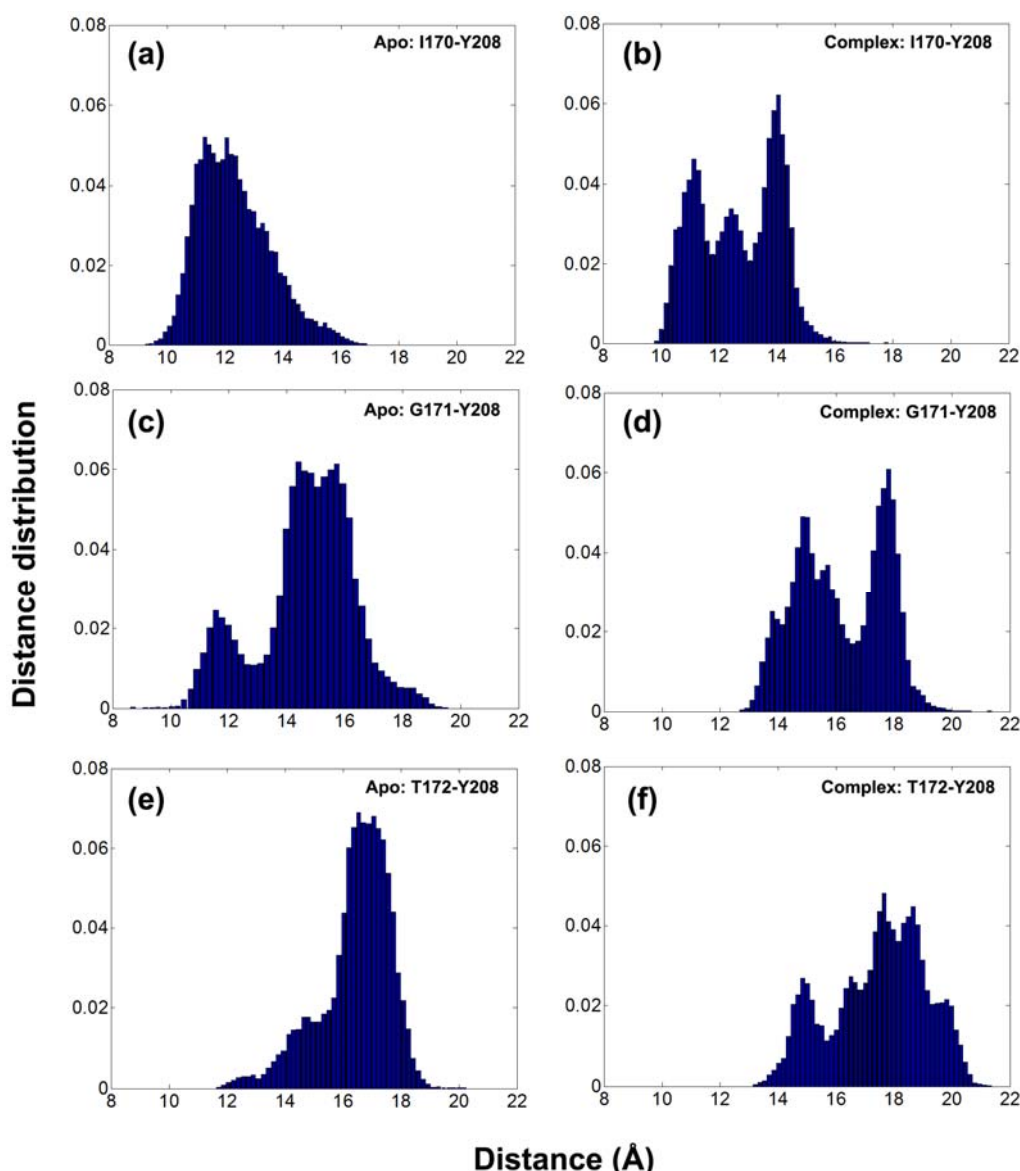 (a) Apo: I170-Y208
0.08
0.06
0.04
0.02
0
8 10 12 14 16 18 20 22
(b) Complex: I170-Y208
0.08
0.06
0.04
0.02
0
8 10 12 14 16 18 20 22
(c) Apo: G171-Y208
0.08
0.06
0.04
0.02
0
8 10 12 14 16 18 20 22
(d) Complex: G171-Y208
0.08
0.06
0.04
0.02
0
8 10 12 14 16 18 20 22
(e) Apo: T172-Y208
0.08
0.06
0.04
0.02
0
8 10 12 14 16 18 20 22
(f) Complex: T172-Y208
0.08
0.06
0.04
0.02
0
8 10 12 14 16 18 20 22
Distance distribution
Distance (Å)